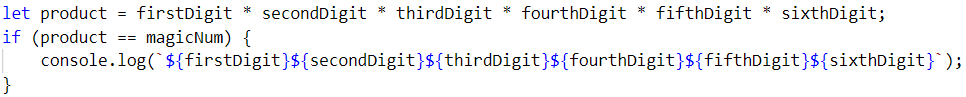 let product = firstDigit * secondDigit * thirdDigit * fourthDigit * fifthDigit * sixthDigit;
if (product == magicNum) {
    console.log(`${firstDigit}${secondDigit}${thirdDigit}${fourthDigit}${fifthDigit}${sixthDigit}`);
}